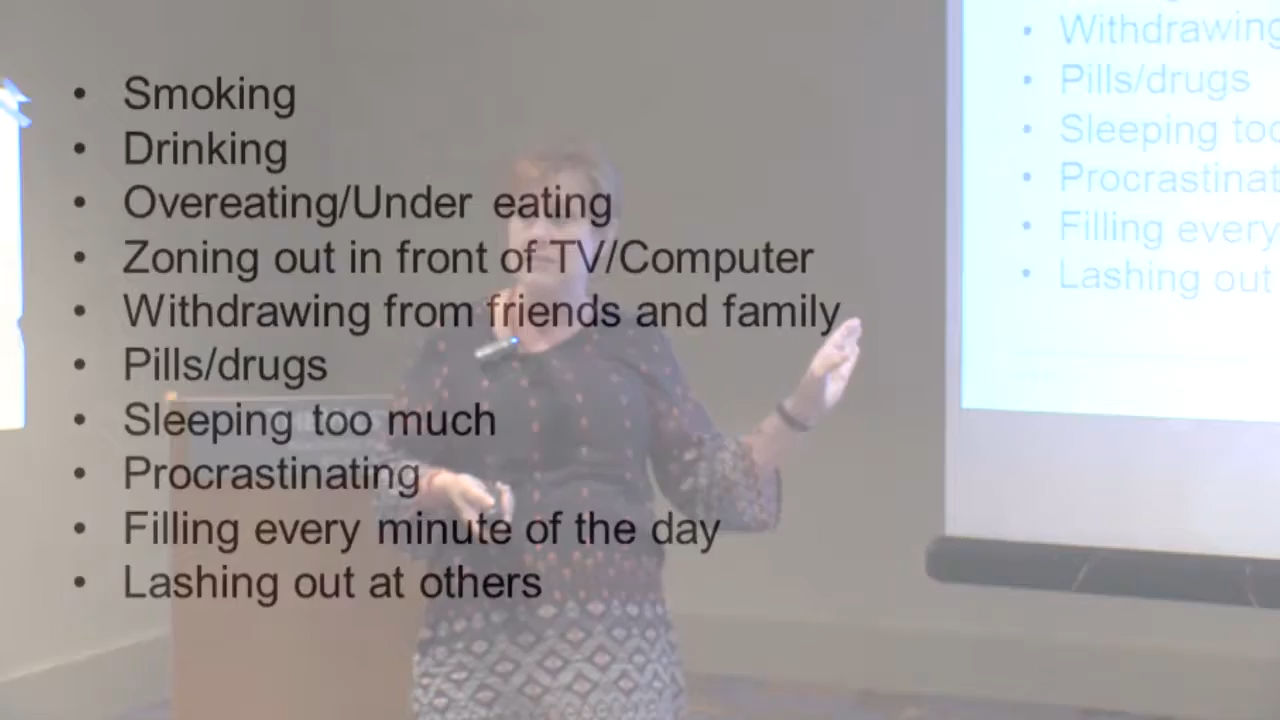 • Smoking
• Drinking
• Overeating/Under eating
• Zoning out in front of TV/Computer
• Withdrawing from friends and family
• Pills/drugs
• Sleeping too much
• Procrastinating
• Filling every minute of the day
• Lashing out at others
• Withdrawing
• Pills/drugs
• Sleeping
• Filling every
• Lashing out